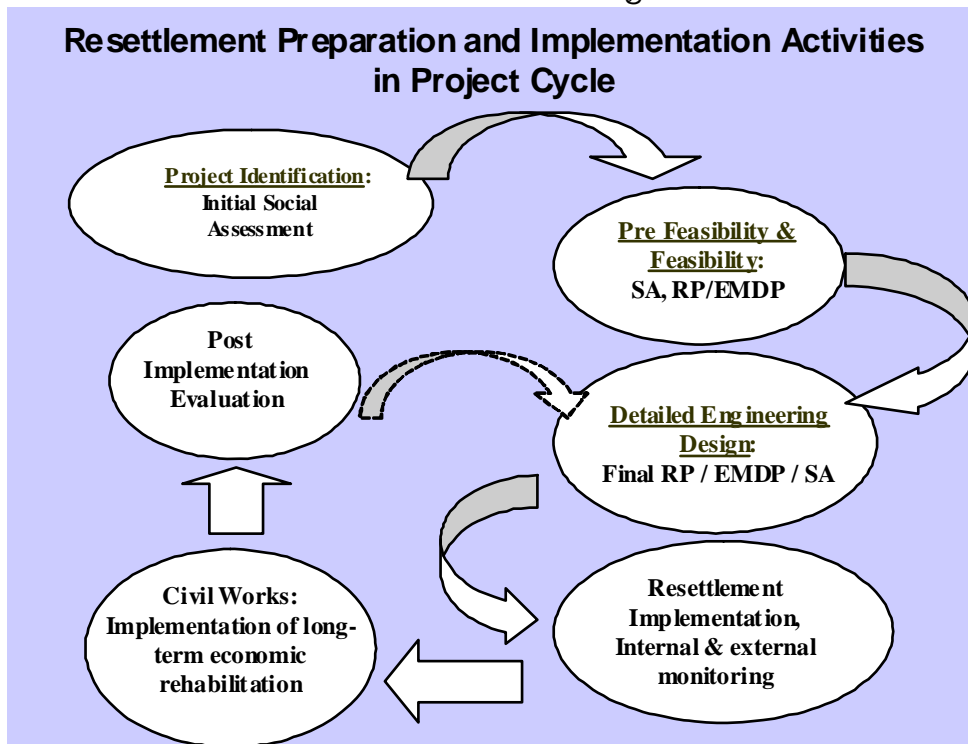 Resettlement Preparation and Implementation Activities
in Project Cycle
Project Identification:
Initial Social
Assessment
Pre Feasibility &
Feasibility:
SA, RP/EMDP
Post
Implementation
Evaluation
Detailed Engineering
Design:
Final RP / EMDP / SA
Civil Works:
Implementation of long-
term economic
rehabilitation
Resettlement
Implementation,
Internal & external
monitoring